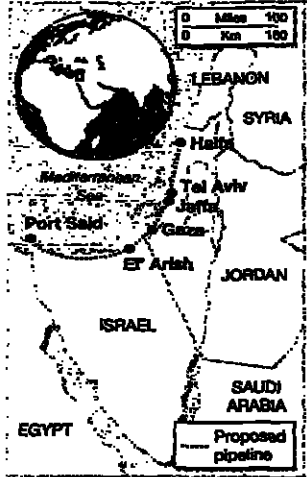 0 Miles 100
0 Km 160
LEBANON
SYRIA
Haifa
Mediterranean
Sea
Tel Aviv
Jaffa
Port Said
Gaza
El Arish
JORDAN
ISRAEL
SAUDI
ARABIA
EGYPT
Proposed
pipeline